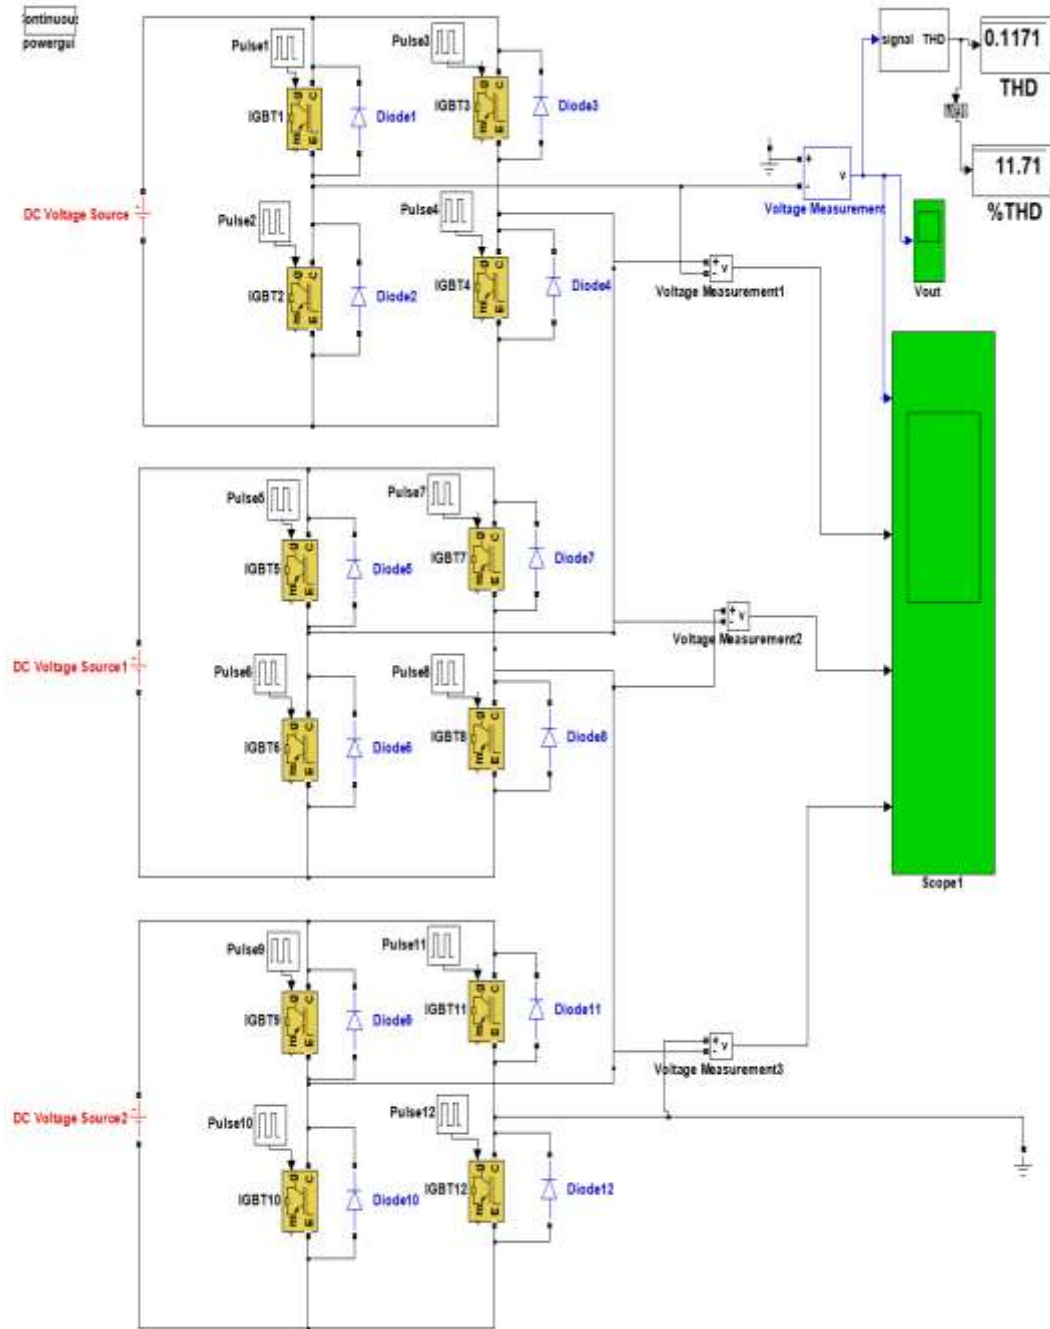 ontinuous
powergui
Pulse1
IGBT1
Diode1
Pulse3
IGBT3
Diode3
signal THD
0.1171
THD
11.71
%THD
DC Voltage Source
Pulse2
IGBT2
Diode2
Pulse4
IGBT4
Diode4
+
-
v
Voltage Measurement
+
-
v
Voltage Measurement1
Vout
Pulse5
IGBT5
Diode5
Pulse7
IGBT7
Diode7
DC Voltage Source1
Pulse6
IGBT6
Diode6
Pulse8
IGBT8
Diode8
+
-
v
Voltage Measurement2
Scope1
Pulse9
IGBT9
Diode9
Pulse11
IGBT11
Diode11
DC Voltage Source2
Pulse10
IGBT10
Diode10
Pulse12
IGBT12
Diode12
+
-
v
Voltage Measurement3